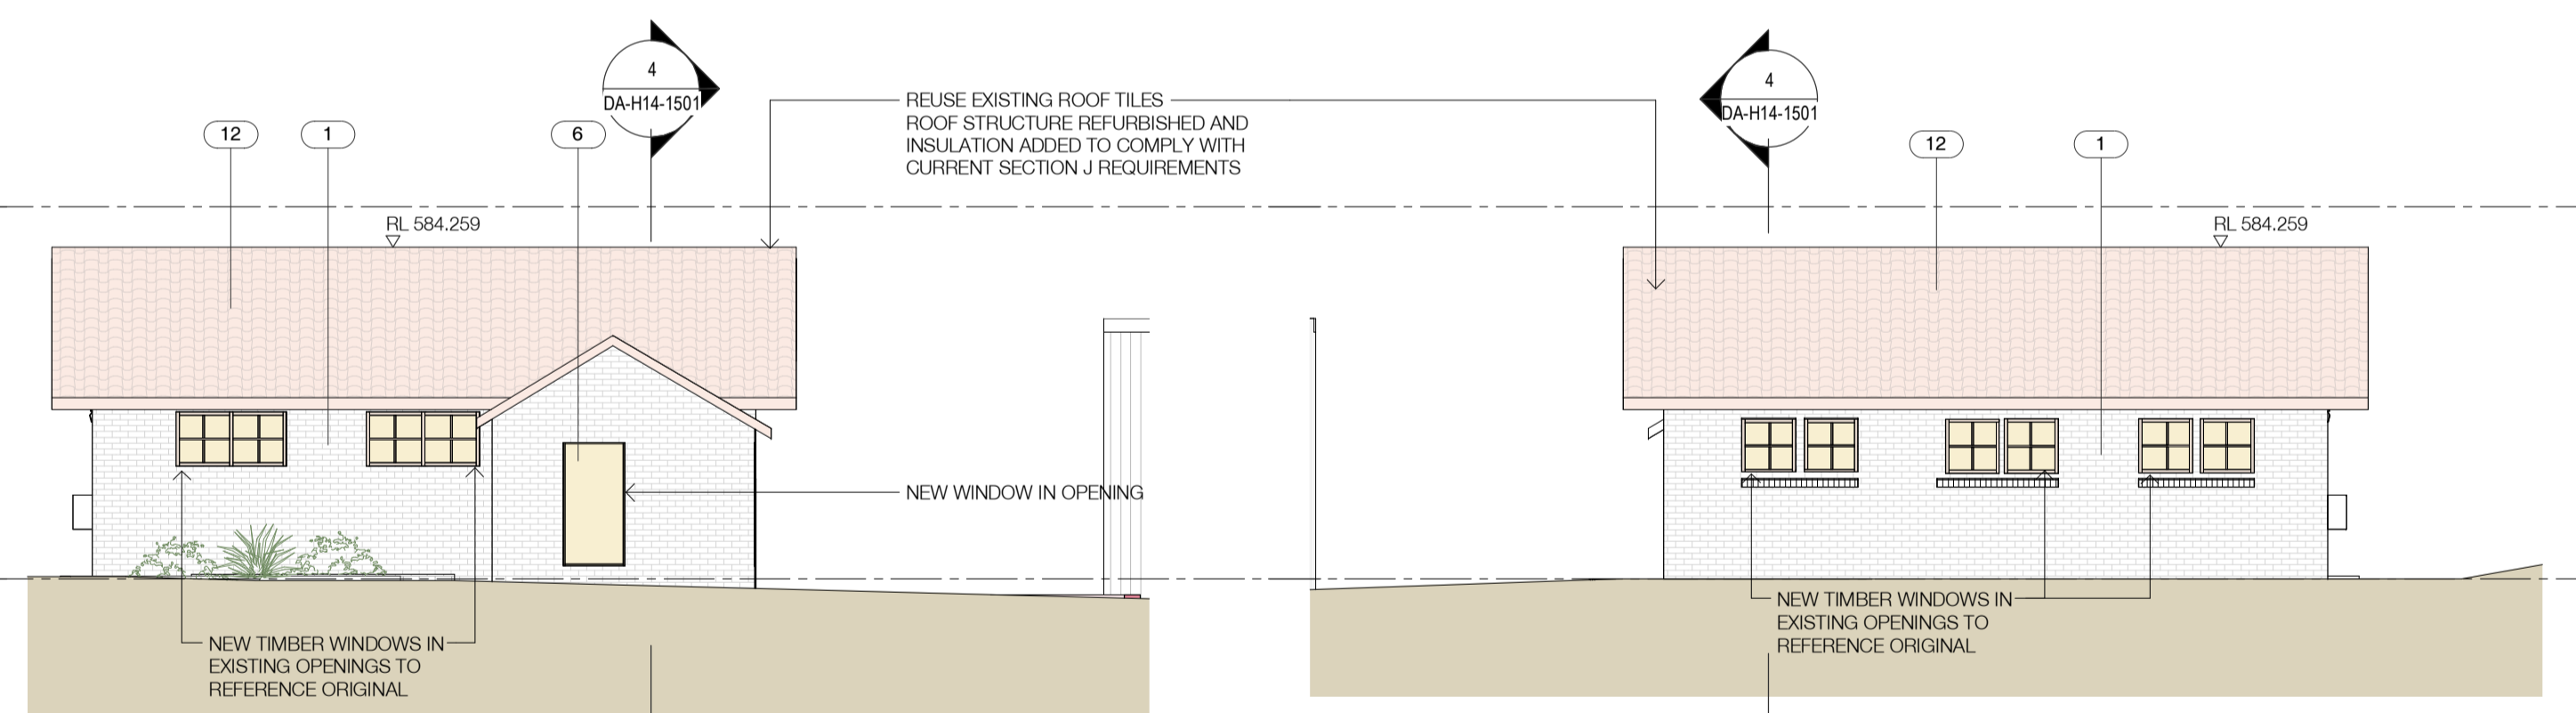 4
DA-H14-1501
12
1
6
REUSE EXISTING ROOF TILES
ROOF STRUCTURE REFURBISHED AND
INSULATION ADDED TO COMPLY WITH
CURRENT SECTION J REQUIREMENTS
4
DA-H14-1501
12
1
RL 584.259
RL 584.259
NEW WINDOW IN OPENING
NEW TIMBER WINDOWS IN
EXISTING OPENINGS TO
REFERENCE ORIGINAL
NEW TIMBER WINDOWS IN
EXISTING OPENINGS TO
REFERENCE ORIGINAL